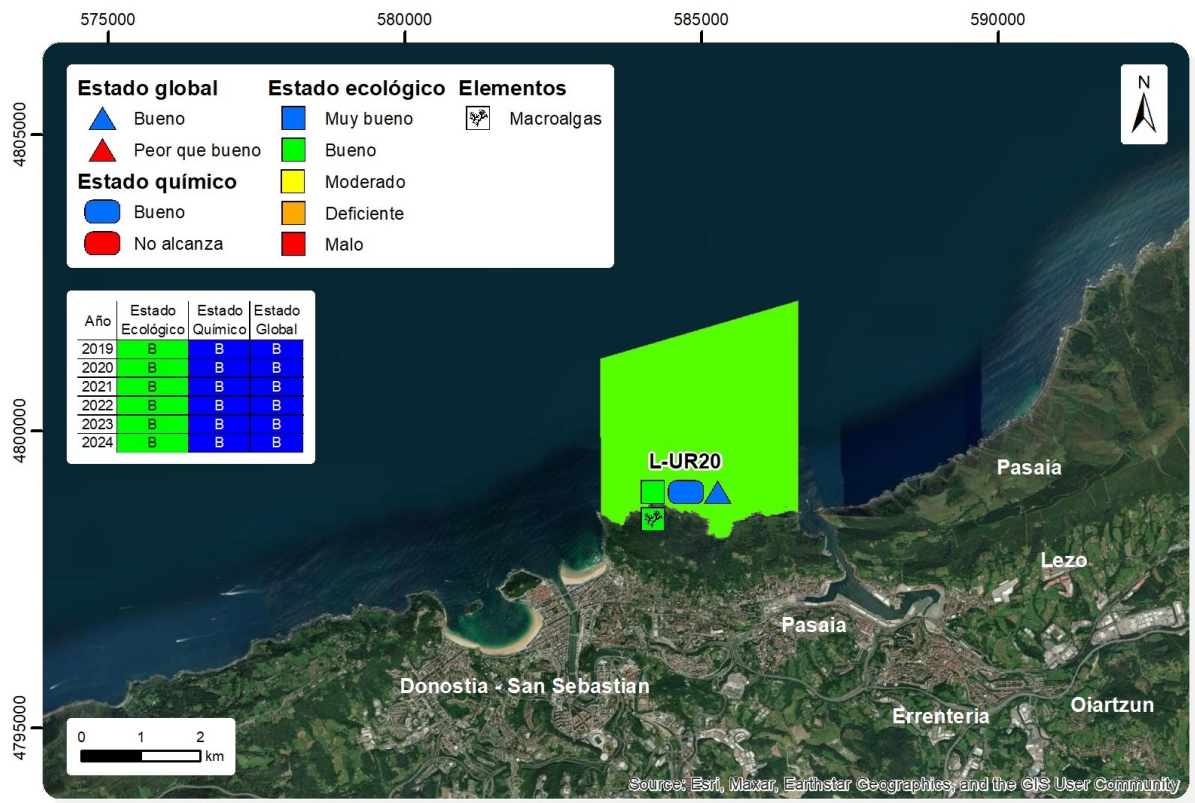 575000
580000
585000
590000
4805000
4800000
4795000
Estado global
Bueno
Peor que bueno
Estado químico
Bueno
No alcanza
Estado ecológico
Muy bueno
Bueno
Moderado
Deficiente
Malo
Elementos
Macroalgas
N
Año Estado Ecológico Estado Químico Estado Global
2019 B B B
2020 B B B
2021 B B B
2022 B B B
2023 B B B
2024 B B B
L-UR20
Pasaia
Lezo
Pasaia
Donostia - San Sebastian
Errenteria
Oiartzun
0 1 2
km
Source: Esri, Maxar, Earthstar Geographics, and the GIS User Community